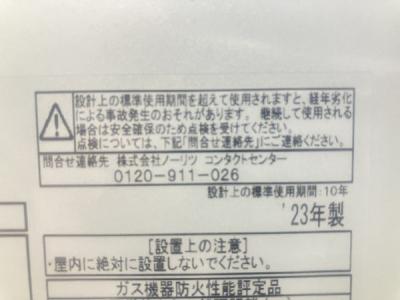 設計上の標準使用期間を超えて使用されますと、経年劣化
による事故発生のおそれがあります。継続して使用される
場合は安全確保のため点検を受けてください。
点検については、下記「問合せ連絡先」にご連絡ください。
問合せ連絡先 株式会社ノーリツ コンタクトセンター
0120-911-026
設計上の標準使用期間:10年
'23年製
[設置上の注意]
・屋内に絶対に設置しないでください。
ガス機器防火性能評定品